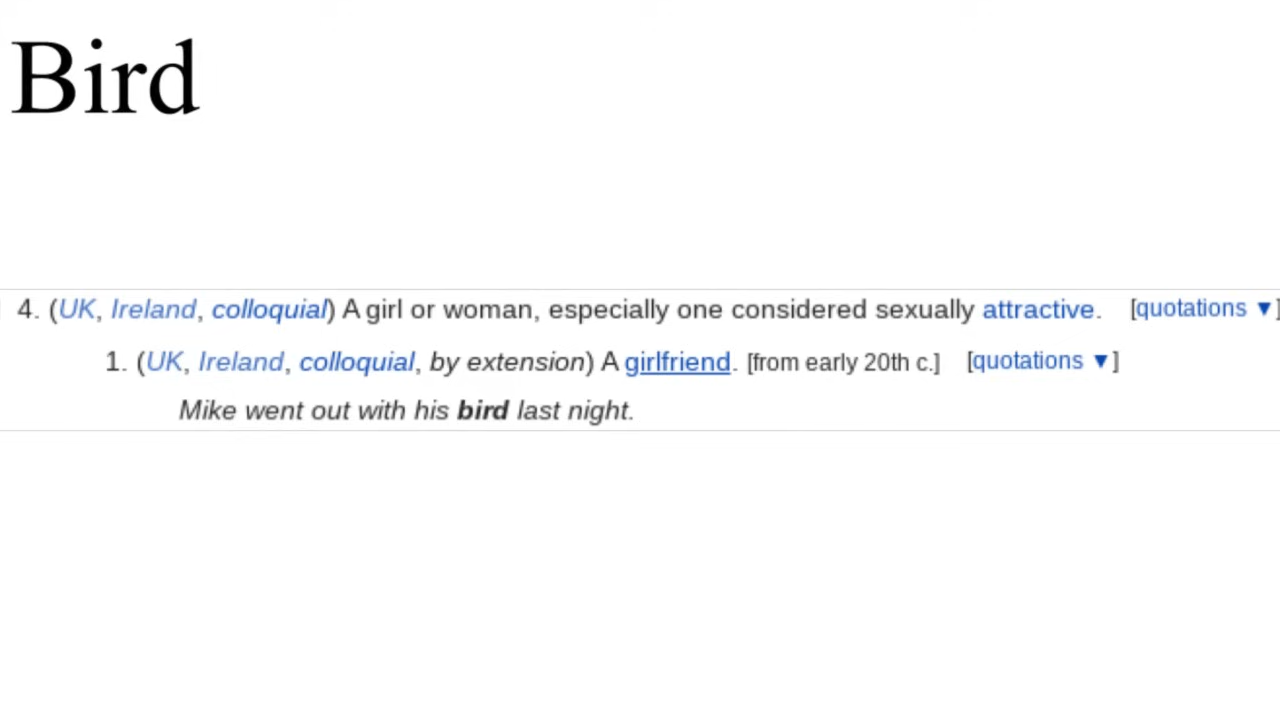 Bird
4. (UK, Ireland, colloquial) A girl or woman, especially one considered sexually attractive. [quotations ▼]
1. (UK, Ireland, colloquial, by extension) A girlfriend. [from early 20th c.] [quotations ▼]
Mike went out with his bird last night.